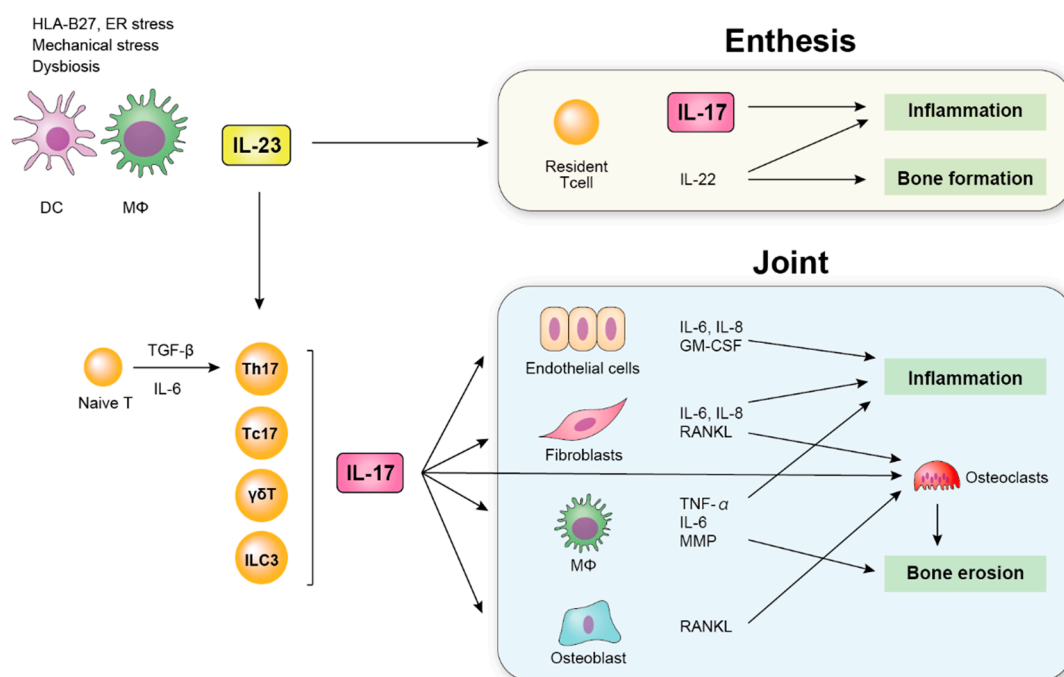 HLA-B27, ER stress
Mechanical stress
Dysbiosis
DC
MΦ
IL-23
Enthesis
Resident
Tcell
IL-17
IL-22
Inflammation
Bone formation
Naive T
TGF-β
IL-6
Th17
Tc17
γδT
ILC3
IL-17
Joint
Endothelial cells
IL-6, IL-8
GM-CSF
Fibroblasts
IL-6, IL-8
RANKL
MΦ
TNF-α
IL-6
MMP
Osteoblast
RANKL
Inflammation
Osteoclasts
Bone erosion